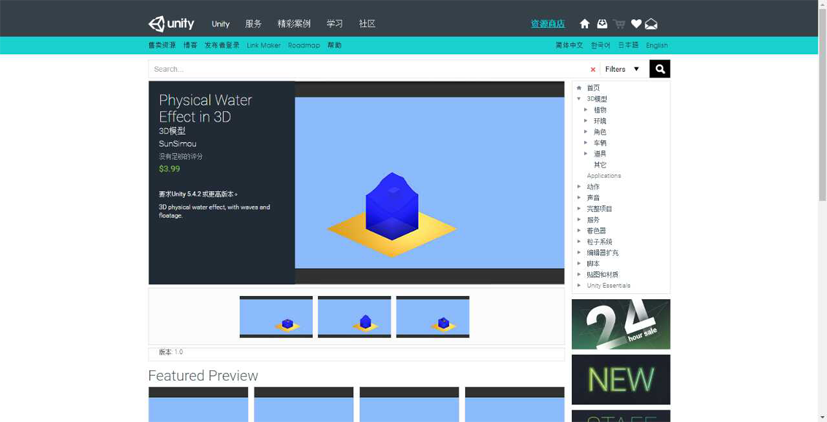 unity
Unity 服务 精彩案例 学习 社区 资源商店
售卖资源 播客 发布者登录 Link Maker Roadmap 帮助 简体中文 한국어 日本語 English
Search... Filters
Physical Water
Effect in 3D
3D模型
SunSimou
没有足够的评分
$3.99
要求Unity 5.4.2 或更高版本。
3D physical water effect, with waves and
floatage.
版本: 1.0
Featured Preview
首页
3D模型
植物
环境
角色
车辆
道具
其它
Applications
动作
声音
完整项目
服务
着色器
粒子系统
编辑器扩充
脚本
贴图和材质
Unity Essentials
24
hour sale
NEW
STAFF